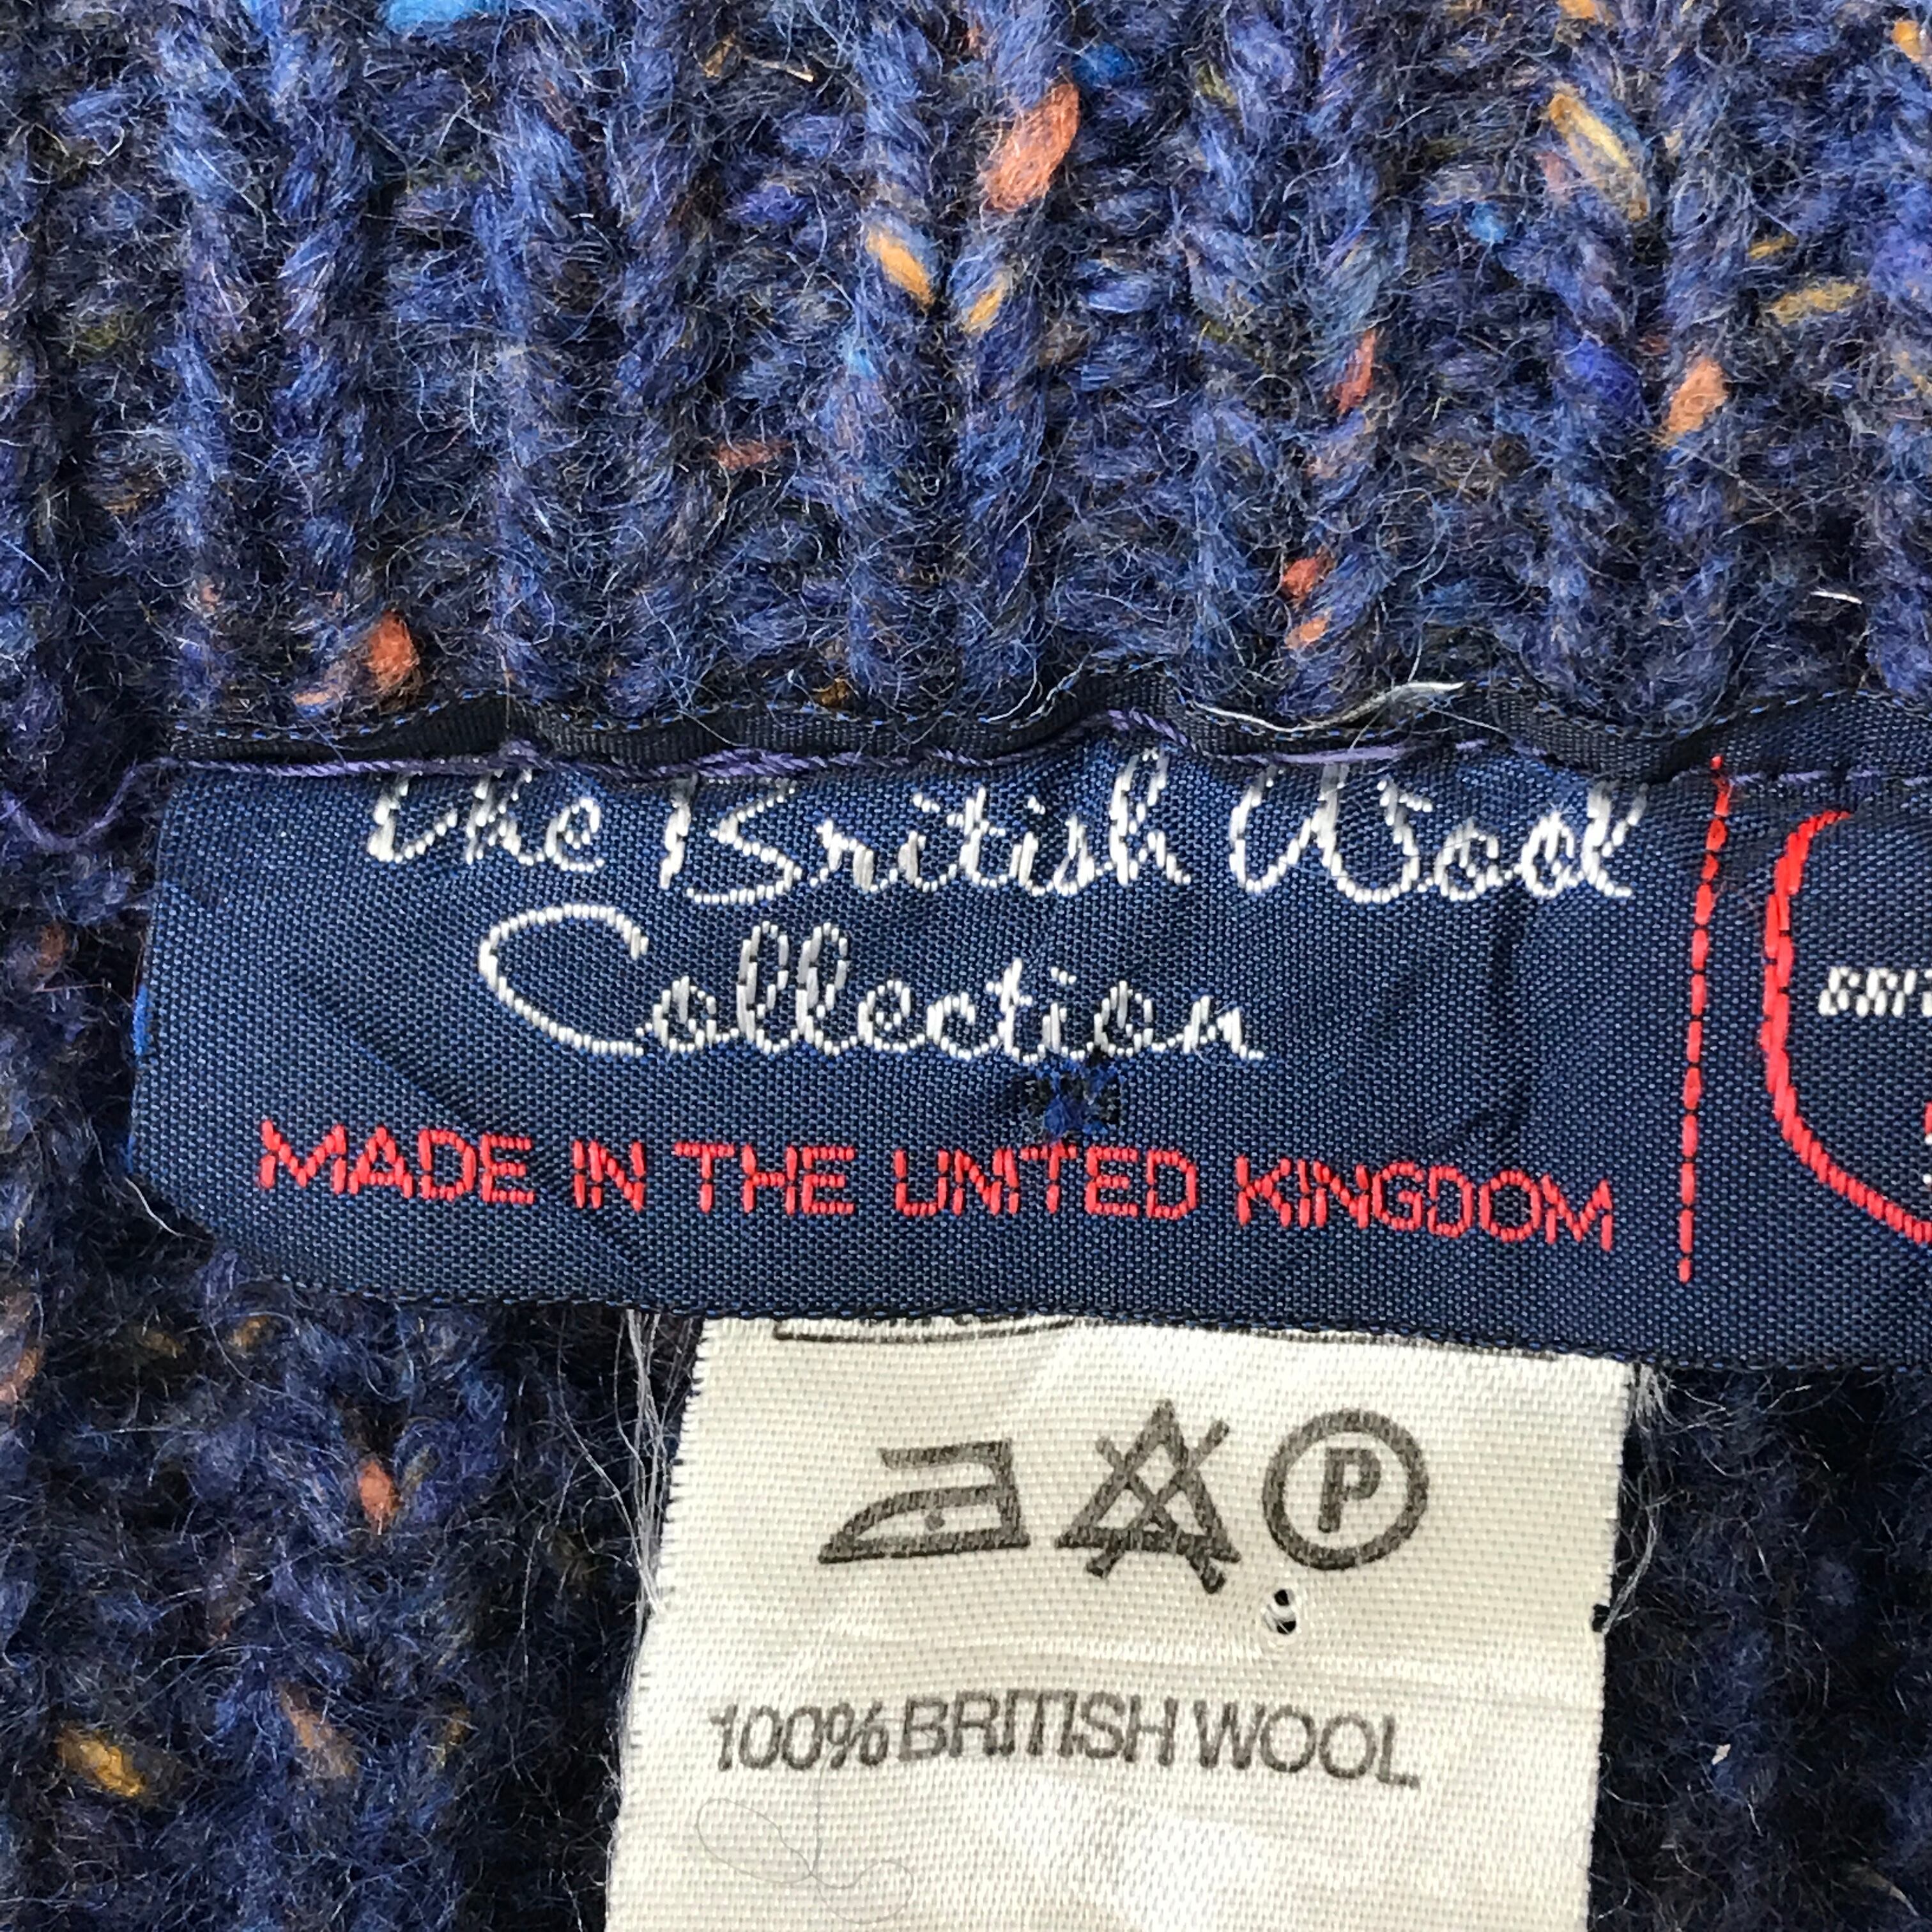 The British Wool
Collection
MADE IN THE UNITED KINGDOM
P
100% BRITISH WOOL